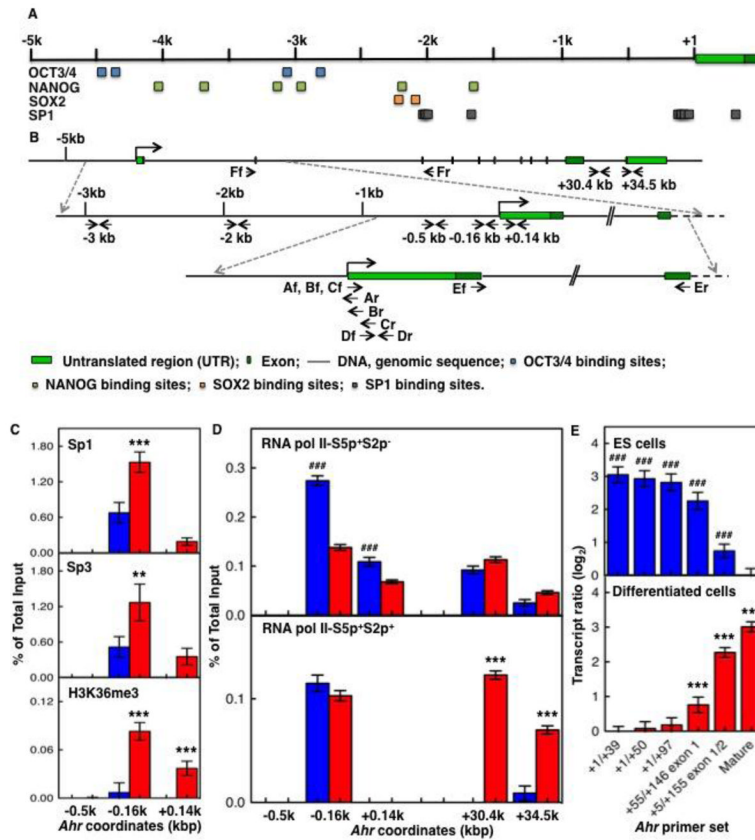 A
-5k -4k -3k -2k -1k +1
OCT3/4
NANOG
SOX2
SP1
B
-5kb
Ff Fr
+30.4 kb +34.5 kb
-3kb -2kb -1kb
-3 kb -2 kb -0.5 kb -0.16 kb +0.14 kb
Af, Bf, Cf Ef Er
Ar
Br
Cr
Df Dr
Untranslated region (UTR); Exon; DNA, genomic sequence; OCT3/4 binding sites;
NANOG binding sites; SOX2 binding sites; SP1 binding sites.
C
% of Total Input
Sp1
1.80
1.20
0.60
0.00
***
Sp3
1.80
1.20
0.60
0.00
**
H3K36me3
0.12
0.06
0.00
***
***
-0.5k -0.16k +0.14k
Ahr coordinates (kbp)
D
% of Total Input
RNA pol II-S5p+S2p-
0.3
0.2
0.1
0.0
###
###
RNA pol II-S5p+S2p+
0.1
0.0
***
***
-0.5k -0.16k +0.14k +30.4k +34.5k
Ahr coordinates (kbp)
E
Transcript ratio (log2)
ES cells
4
3
2
1
0
### ### ### ### ###
Differentiated cells
3
2
1
0
*** *** **
+1/+39
+1/+50
+1/+97
+55/+146 exon 1
+5/+155 exon 1/2
Mature
Ahr primer set